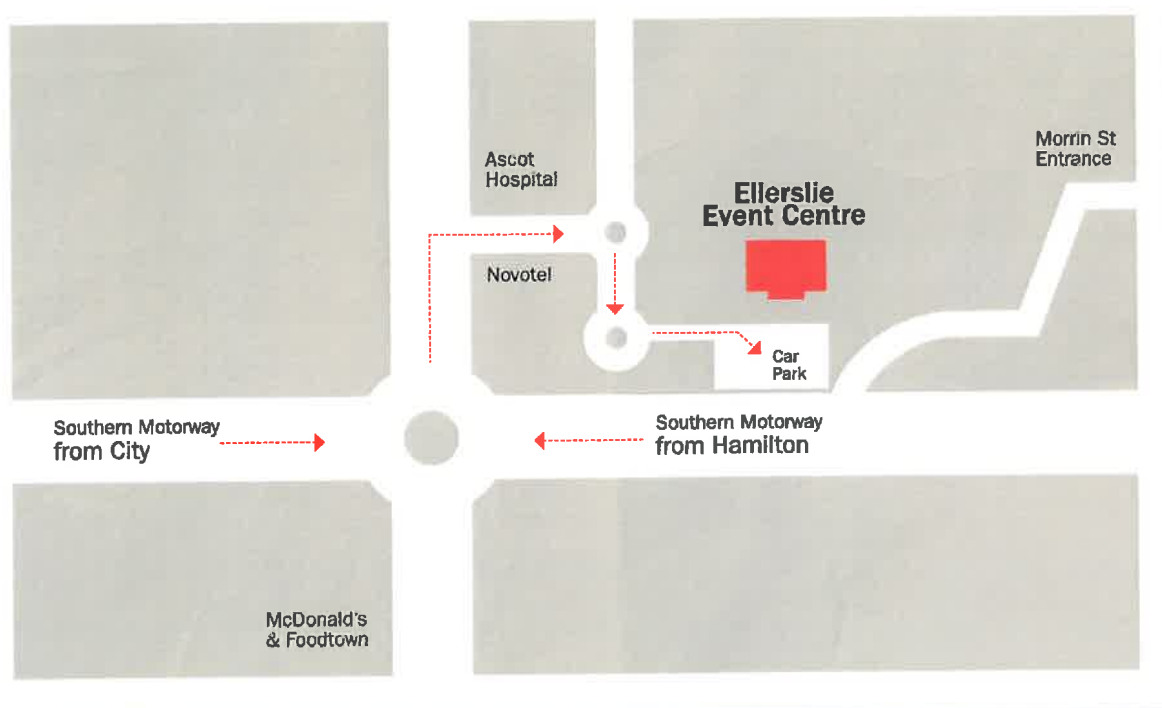 Morrin St
Entrance
Ascot
Hospital
Ellerslie
Event Centre
Novotel
Car
Park
Southern Motorway
from City
Southern Motorway
from Hamilton
McDonald's
& Foodtown